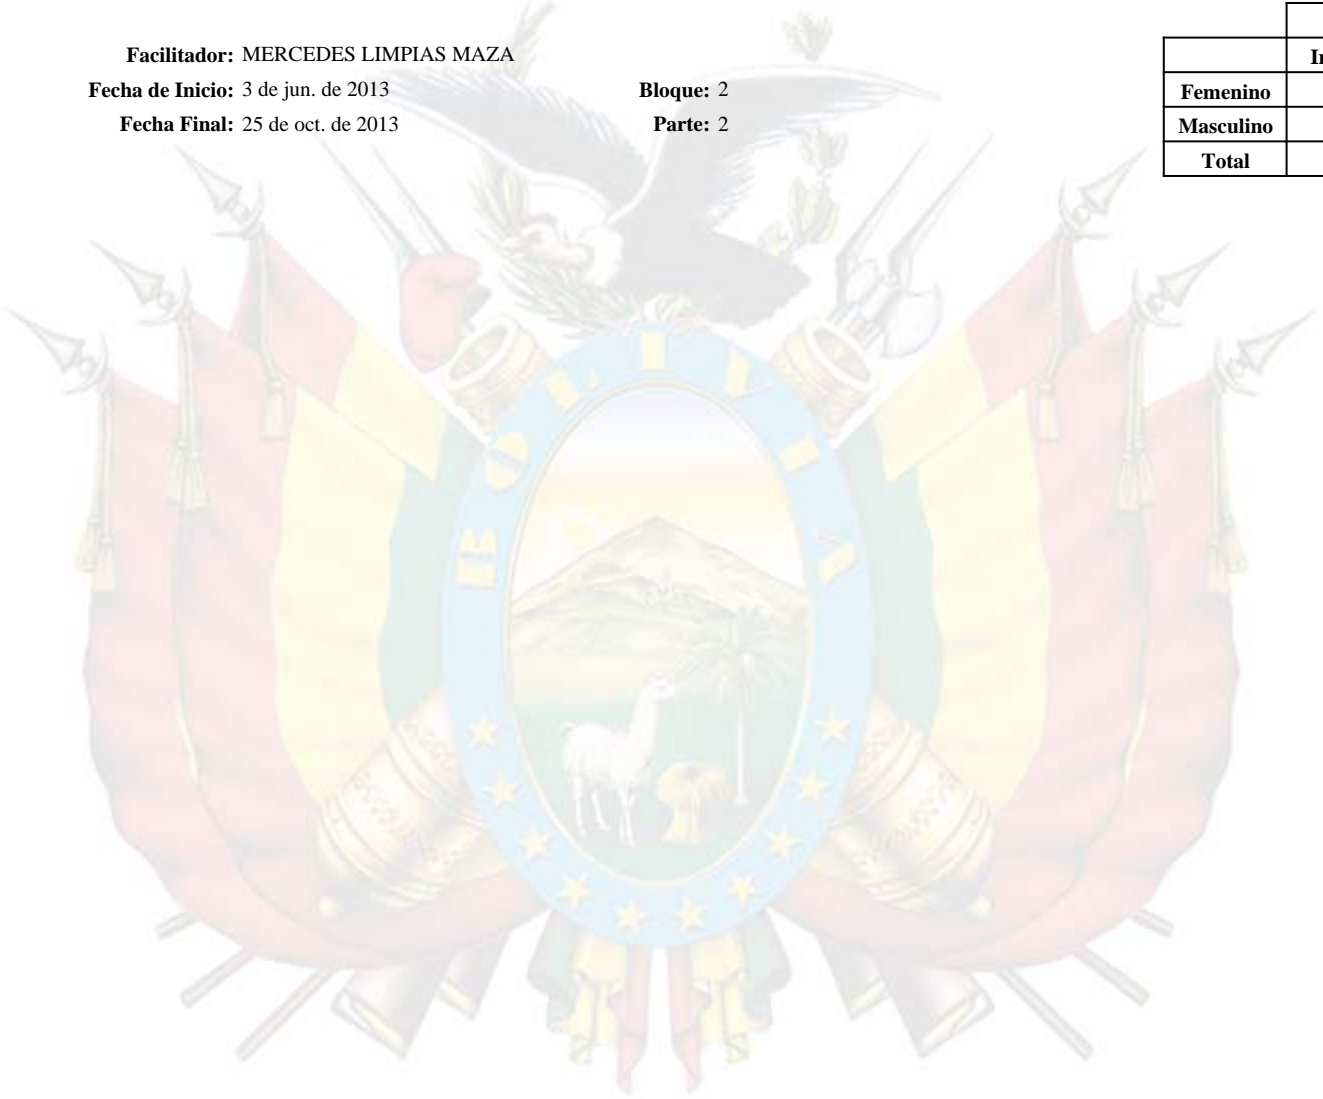 Facilitador: MERCEDES LIMPIAS MAZA
Fecha de Inicio: 3 de jun. de 2013 Bloque: 2
Fecha Final: 25 de oct. de 2013 Parte: 2
Femenino
Masculino
Total
BOLIVIA